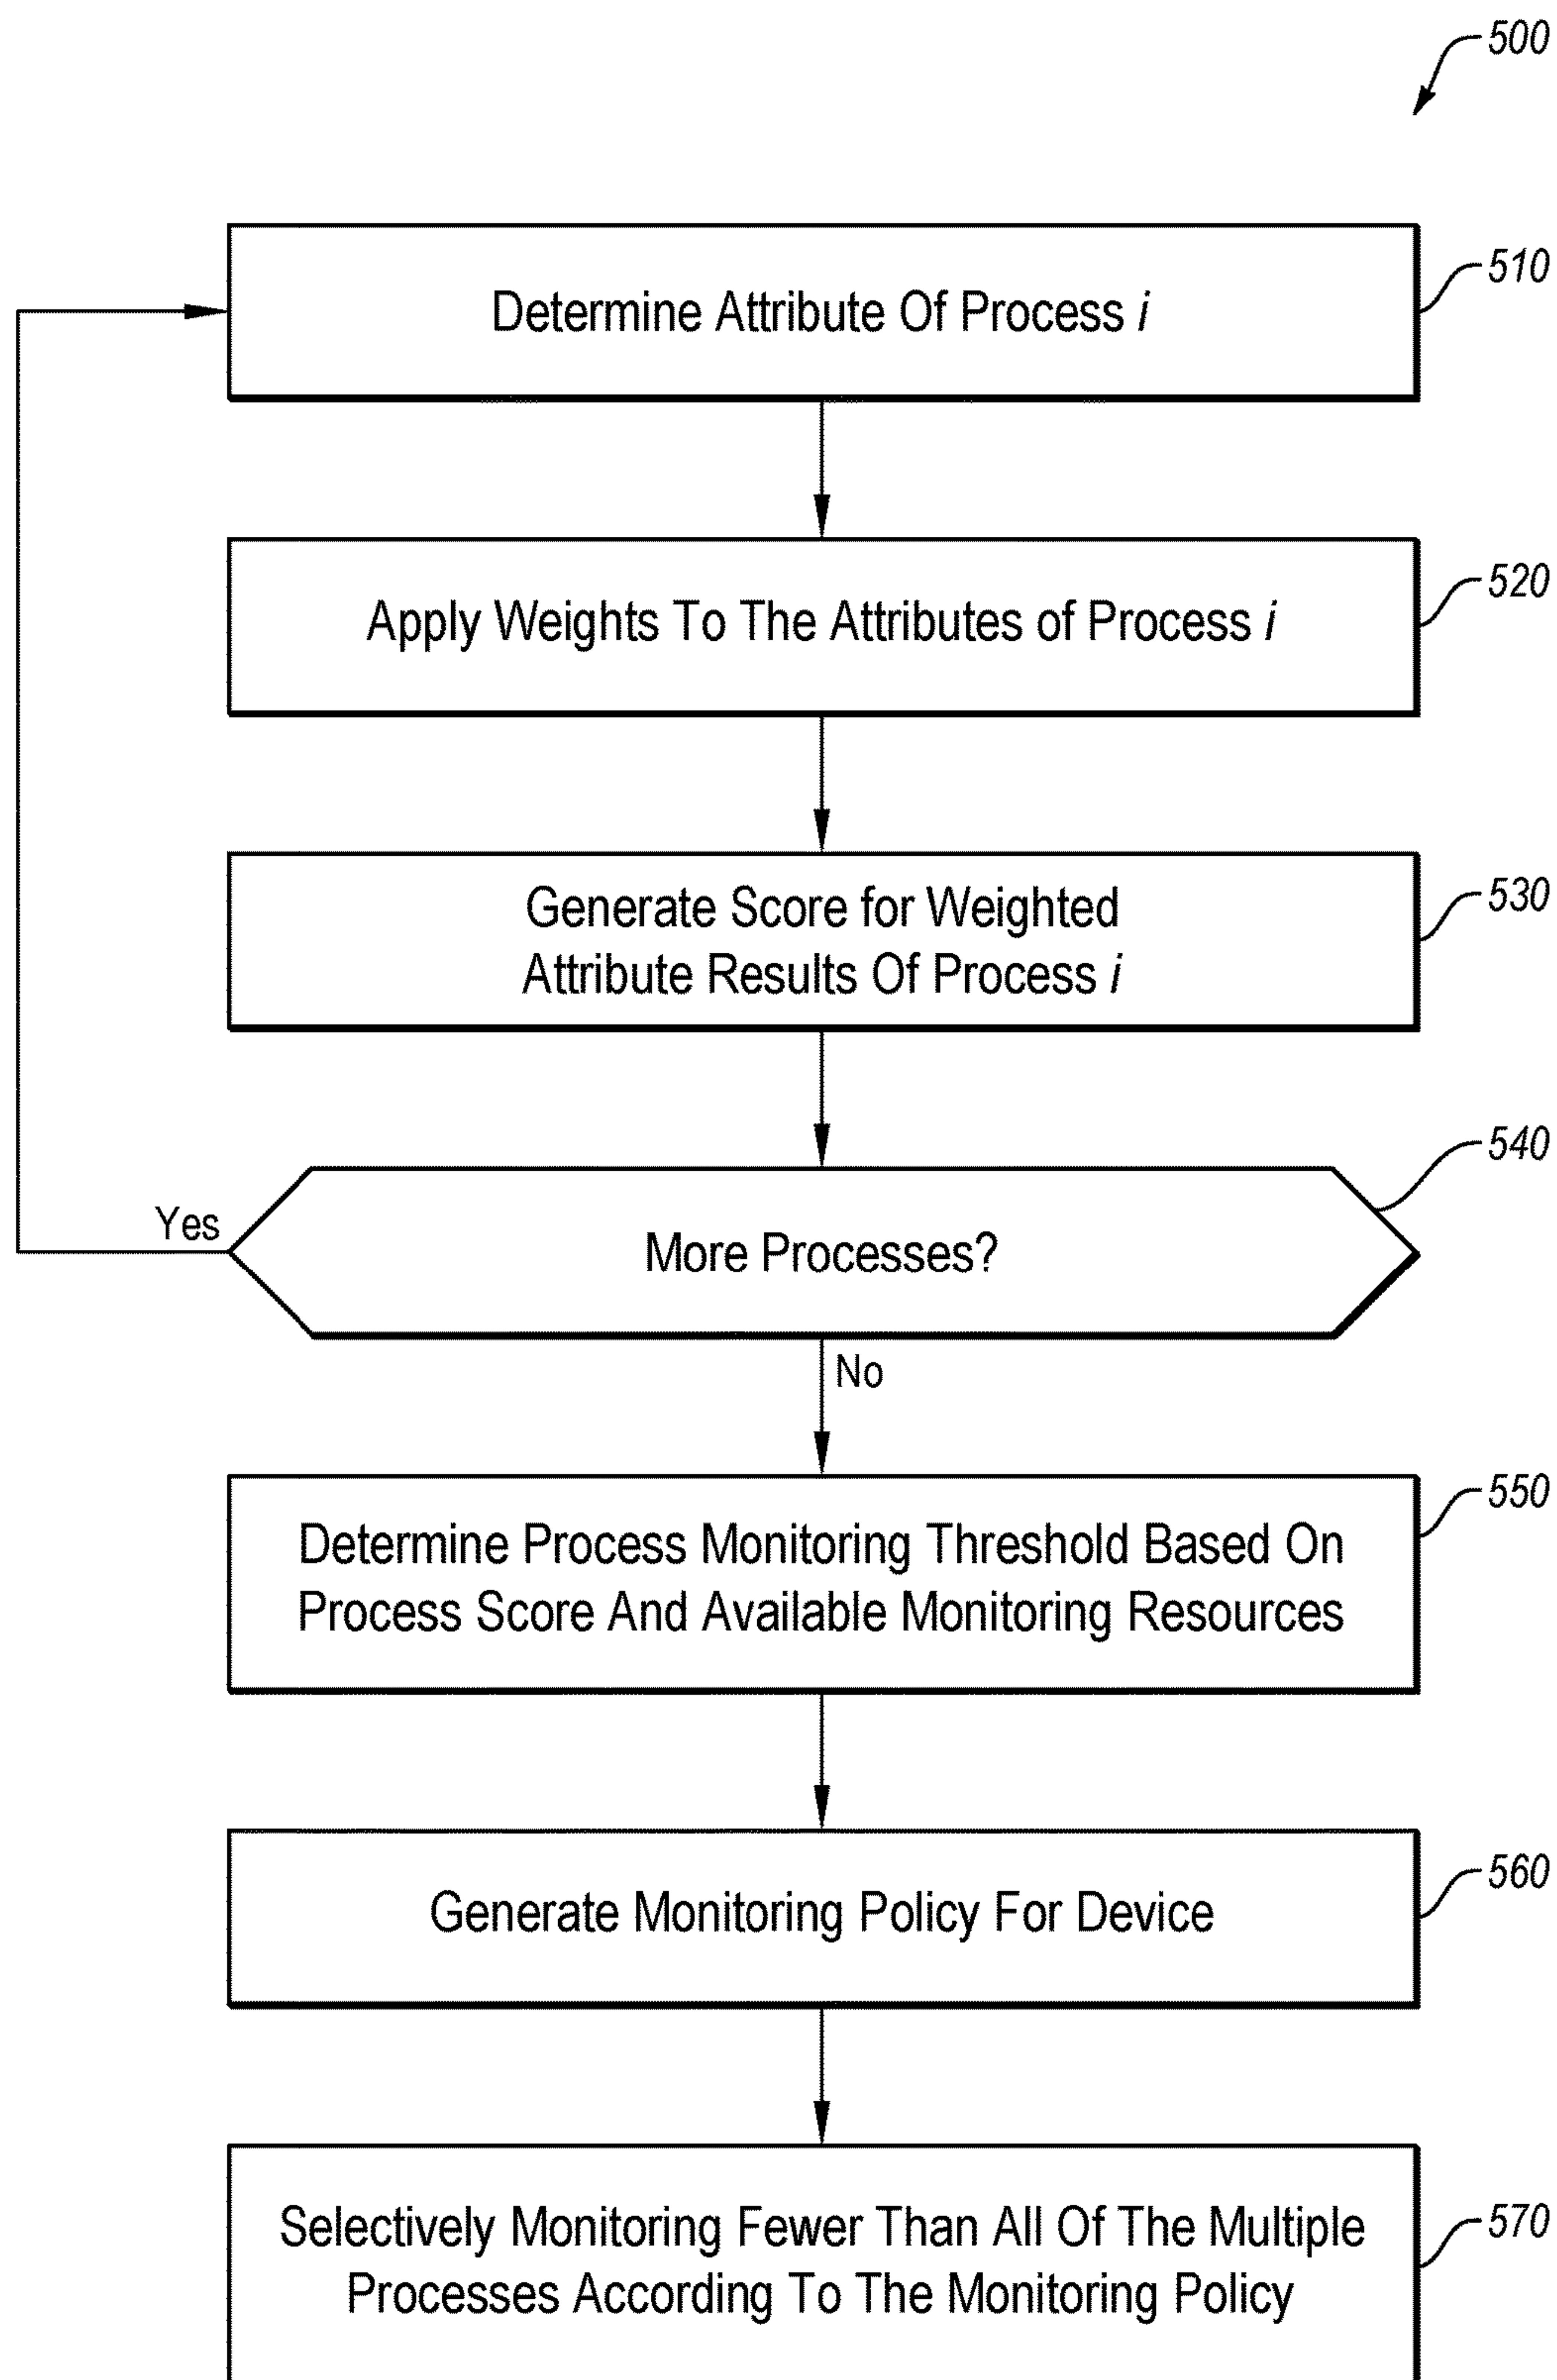 500
Determine Attribute Of Process i
510
Apply Weights To The Attributes of Process i
520
Generate Score for Weighted
Attribute Results Of Process i
530
540
Yes
More Processes?
No
550
Determine Process Monitoring Threshold Based On
Process Score And Available Monitoring Resources
560
Generate Monitoring Policy For Device
570
Selectively Monitoring Fewer Than All Of The Multiple
Processes According To The Monitoring Policy